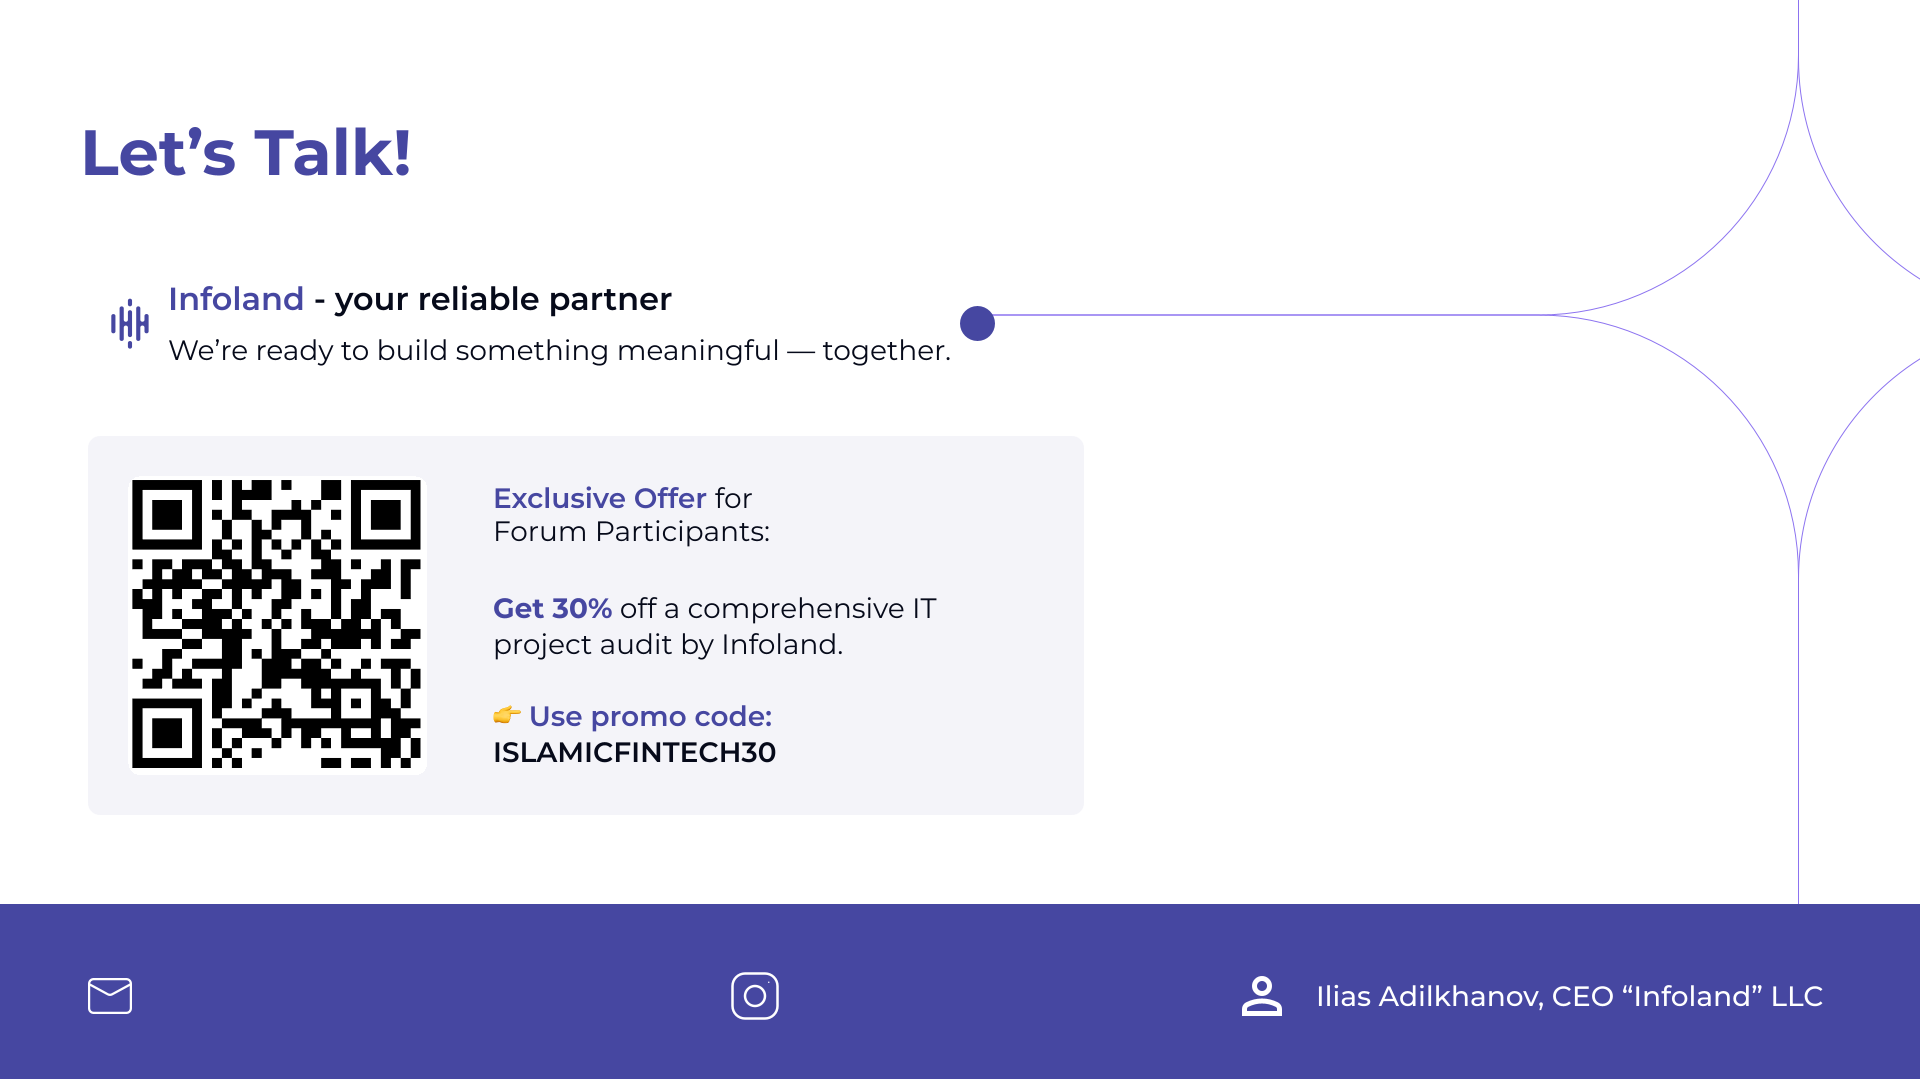 Let’s Talk!
Infoland - your reliable partner
We’re ready to build something meaningful — together.
Exclusive Offer for
Forum Participants:
Get 30% off a comprehensive IT
project audit by Infoland.
👉 Use promo code:
ISLAMICFINTECH30
Ilias Adilkhanov, CEO “Infoland” LLC